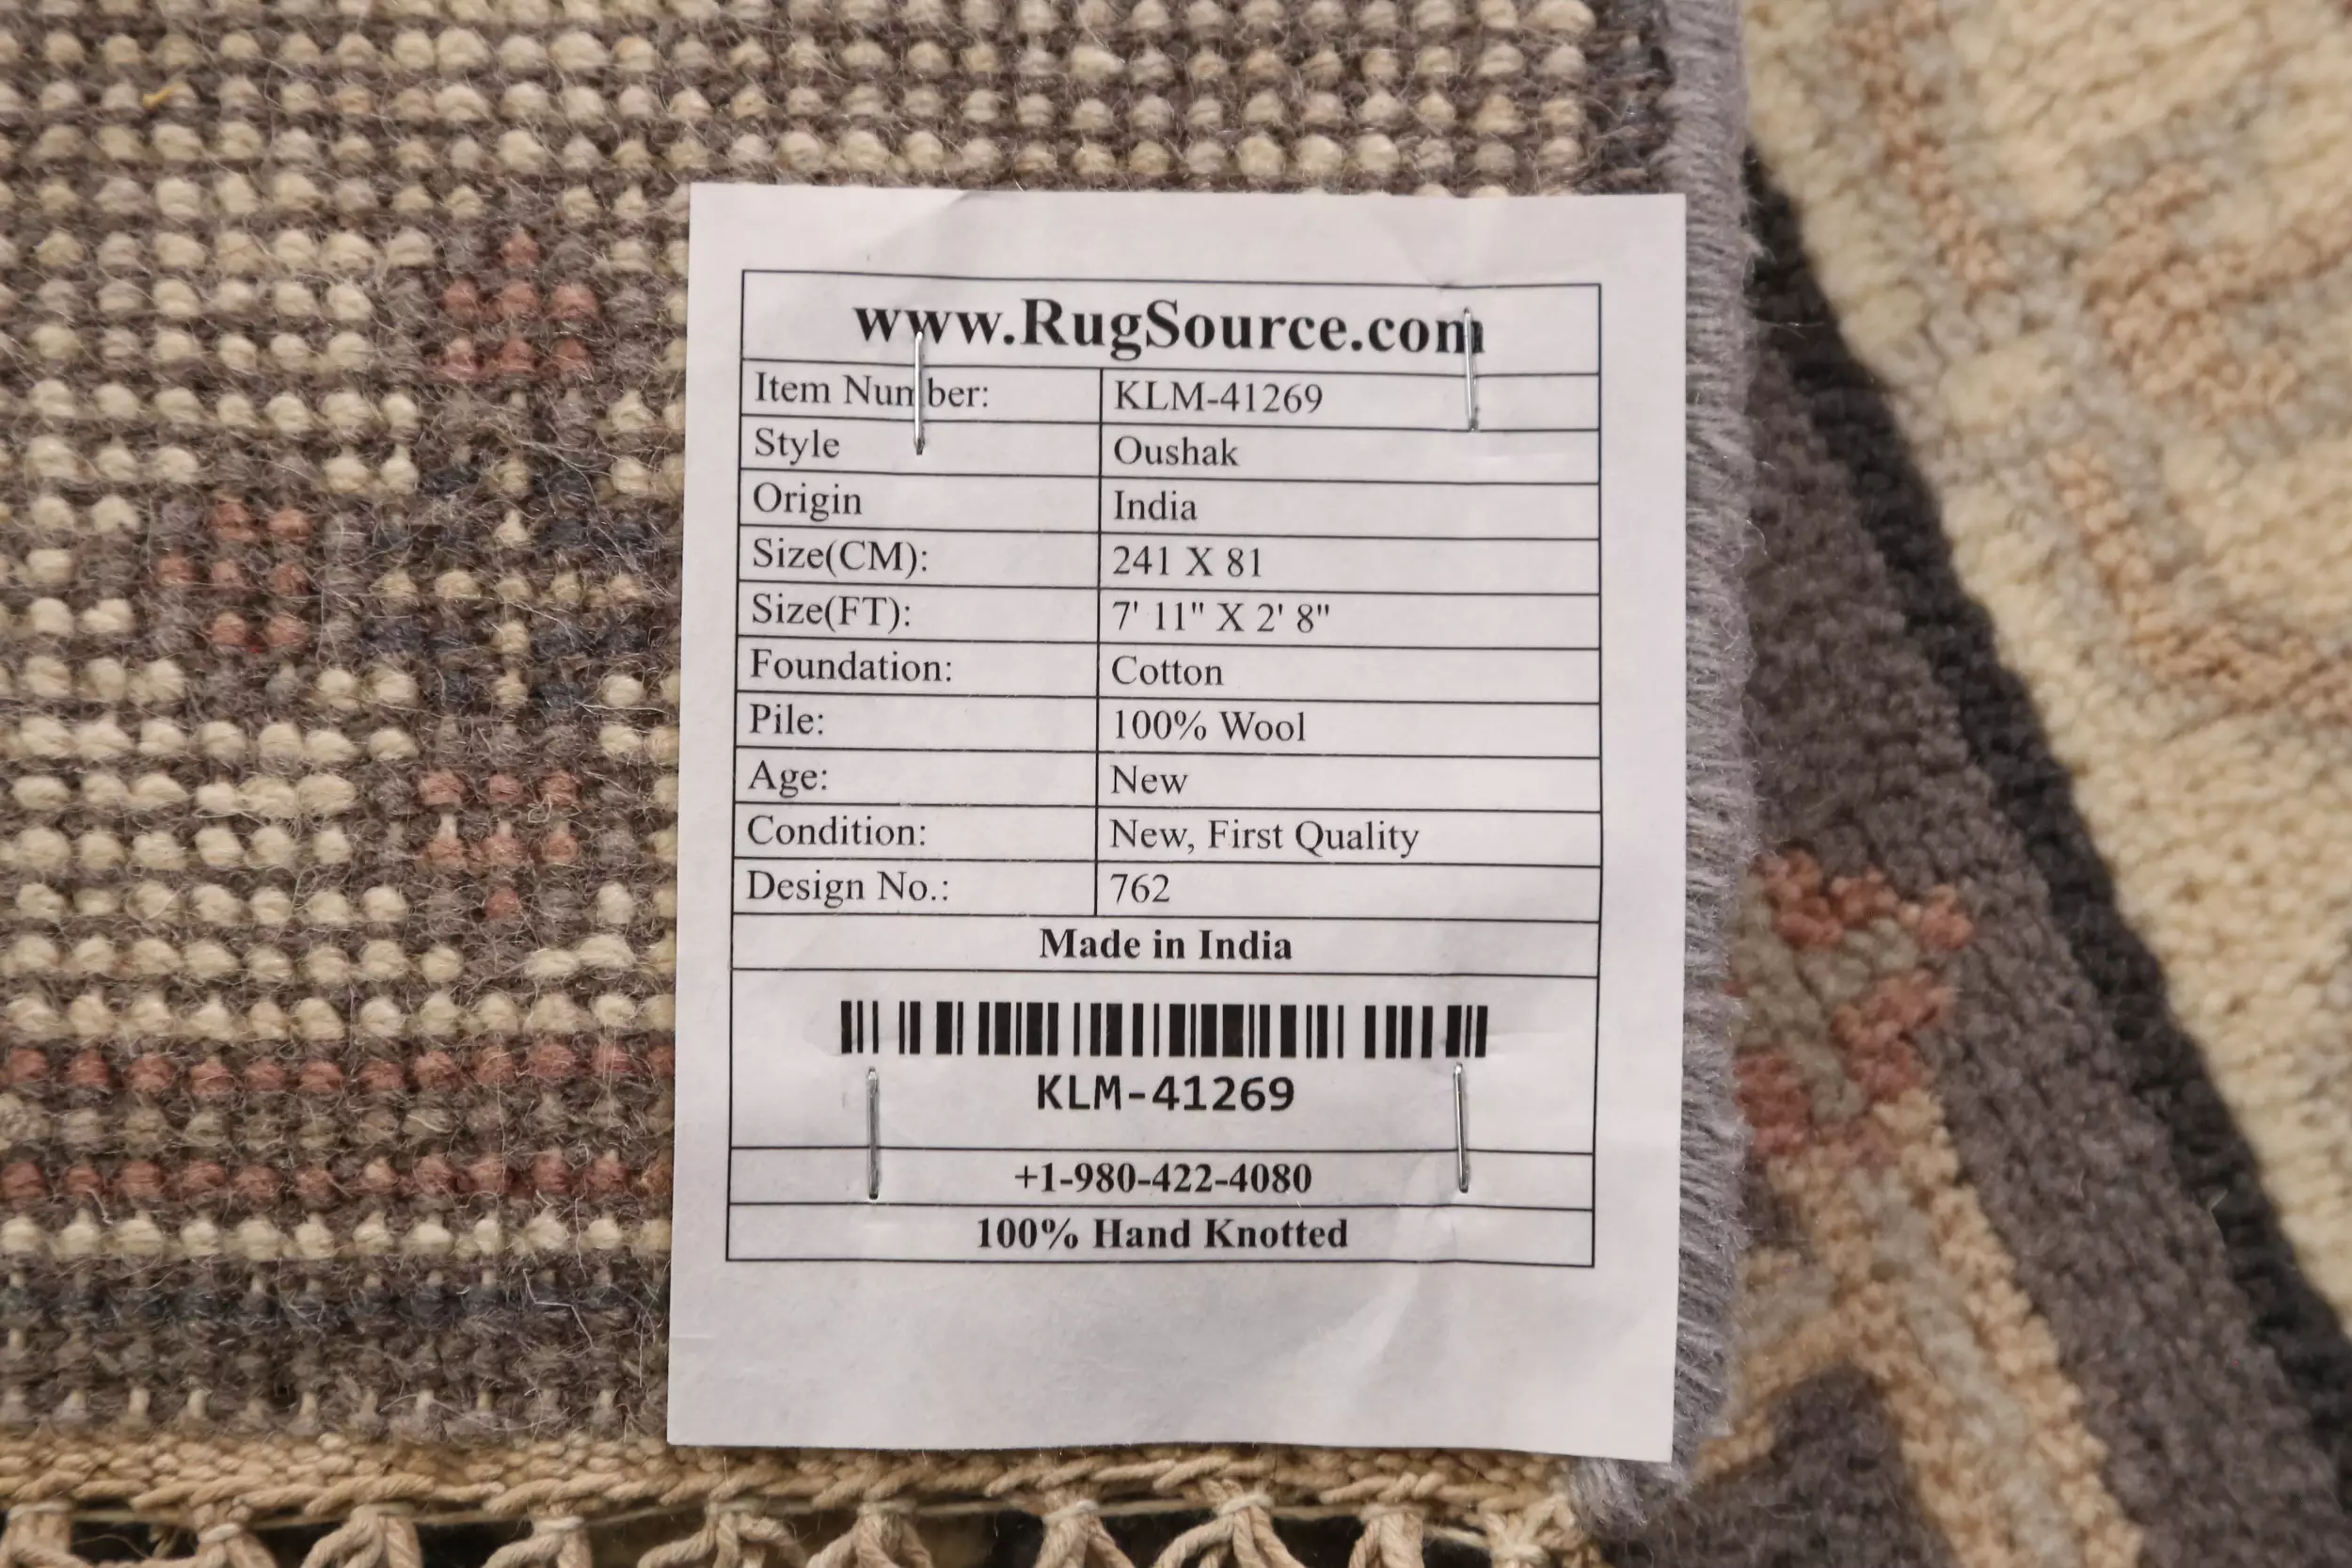 www.RugSource.com
Item Number: KLM-41269
Style Oushak
Origin India
Size(CM): 241 X 81
Size(FT): 7' 11" X 2' 8"
Foundation: Cotton
Pile: 100% Wool
Age: New
Condition: New, First Quality
Design No.: 762
Made in India
KLM-41269
+1-980-422-4080
100% Hand Knotted